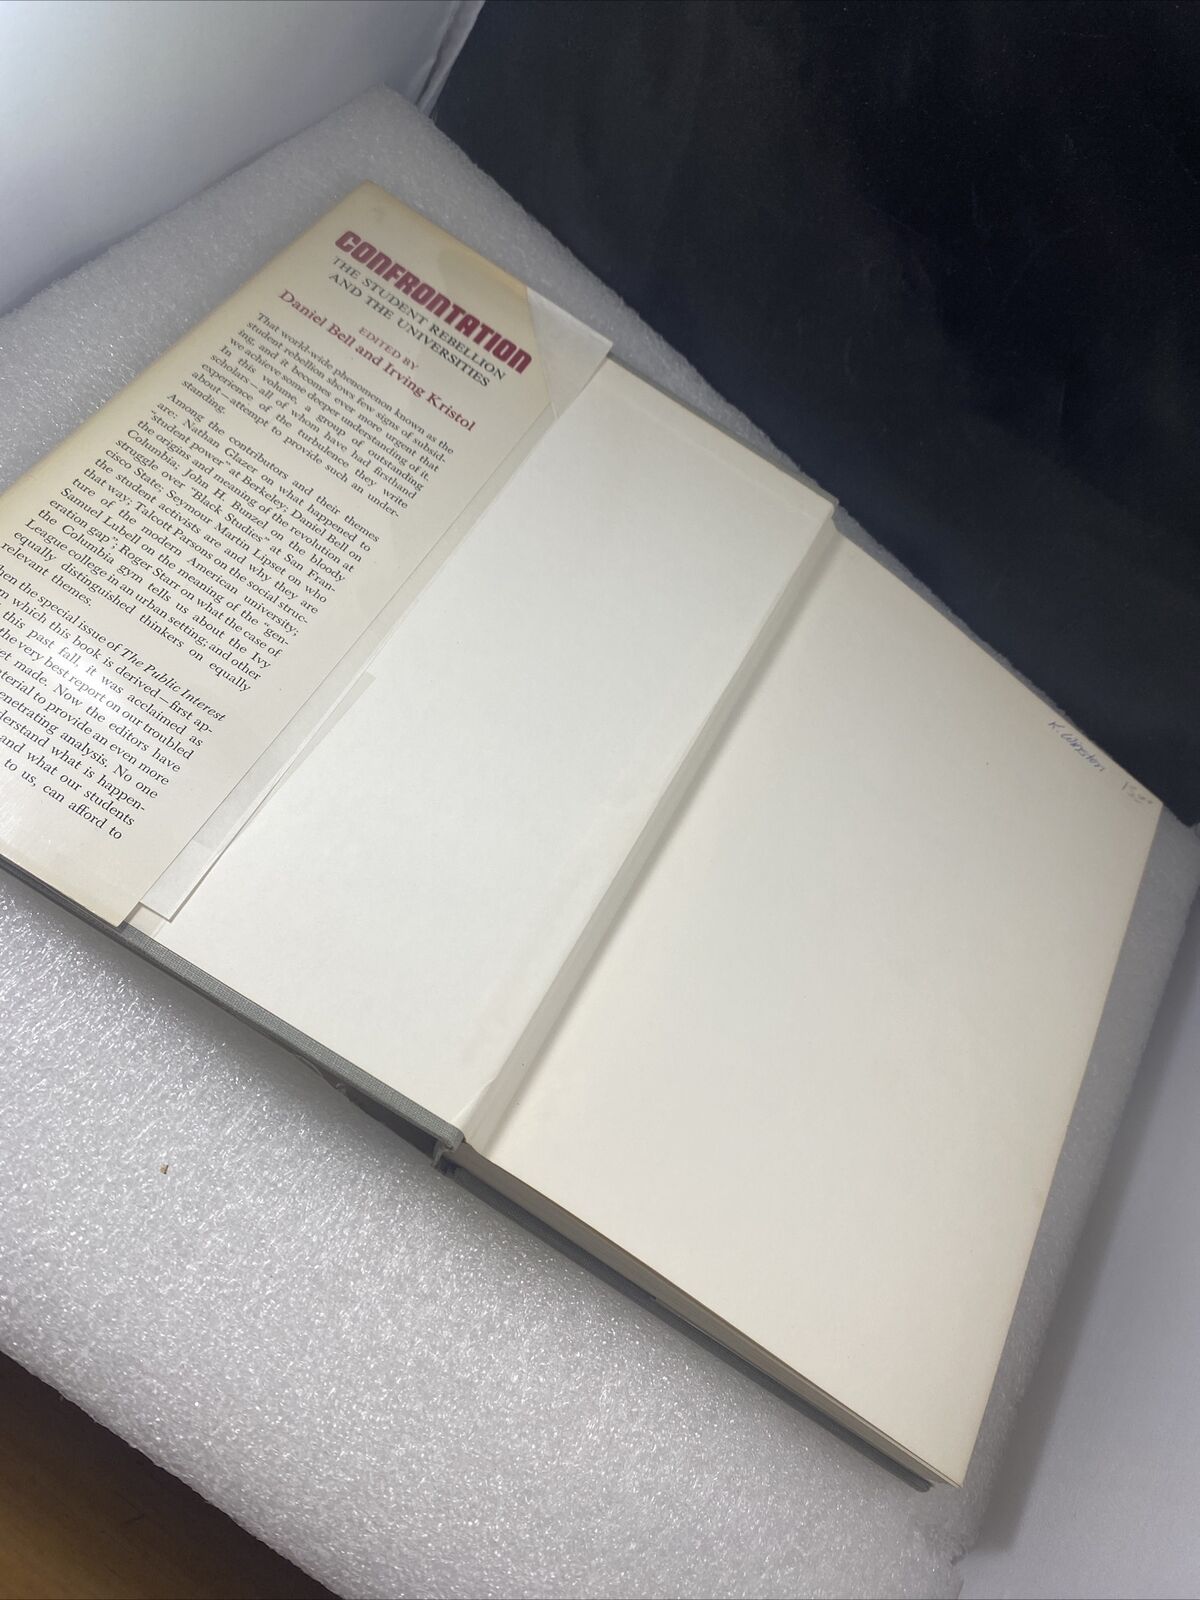 CONFRONTATION
THE STUDENT REBELLION
AND THE UNIVERSITIES
EDITED BY
Daniel Bell and Irving Kristol
That world-wide phenomenon known as the
student rebellion shows few signs of subsid-
ing, and it becomes ever more urgent that
we achieve some deeper understanding of it.
In this volume, a group of outstanding
scholars—all of whom have had firsthand
experience of the turbulence they write
about—attempt to provide such an under-
standing.
Among the contributors and their themes
are: Nathan Glazer on what happened to
"student power" at Berkeley; Daniel Bell on
the origins and meaning of the revolution at
Columbia; John H. Bunzel on the bloody
struggle over "Black Studies" at San Fran-
cisco State; Seymour Martin Lipset on who
the student activists are and why they are
that way; Talcott Parsons on the social struc-
ture of the modern American university;
Samuel Lubell on the meaning of the "gen-
eration gap"; Roger Starr on what the case of
the Columbia gym tells us about the Ivy
League college in an urban setting; and other
equally distinguished thinkers on equally
relevant themes.
hen the special issue of The Public Interest
m which this book is derived—first ap-
this past fall, it was acclaimed as
the very best report on our troubled
et made. Now the editors have
terial to provide an even more
enetrating analysis. No one
derstand what is happen-
and what our students
to us, can afford to
K. Winston